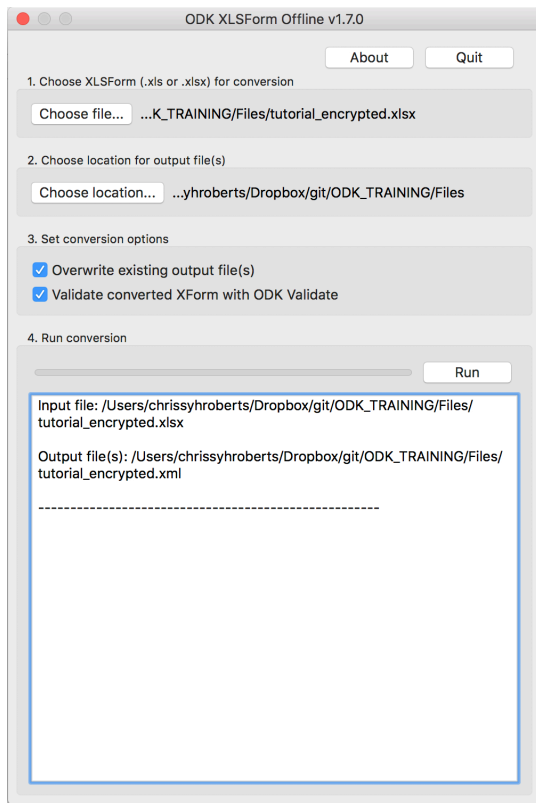 ODK XLSForm Offline v1.7.0
About Quit
1. Choose XLSForm (.xls or .xlsx) for conversion
Choose file... ...K_TRAINING/Files/tutorial_encrypted.xlsx
2. Choose location for output file(s)
Choose location... ...yhroberts/Dropbox/git/ODK_TRAINING/Files
3. Set conversion options
Overwrite existing output file(s)
Validate converted XForm with ODK Validate
4. Run conversion
Run
Input file: /Users/chrissyhroberts/Dropbox/git/ODK_TRAINING/Files/
tutorial_encrypted.xlsx
Output file(s): /Users/chrissyhroberts/Dropbox/git/ODK_TRAINING/Files/
tutorial_encrypted.xml
-----------------------------------------------------